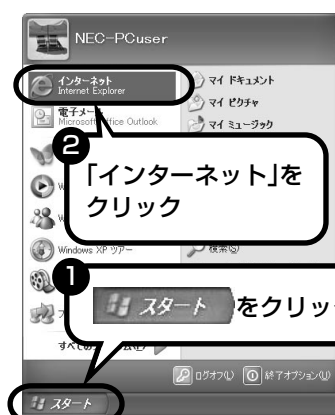 NEC-PCuser
インターネット
Internet Explorer
電子メール
Outlook
マイ ドキュメント
マイ ピクチャ
マイ ミュージック
❷
「インターネット」を
クリック
Windows XP ツアー
検索(S)
❶
スタート をクリッ
ログオフ(L) 終了オプション(U)
スタート